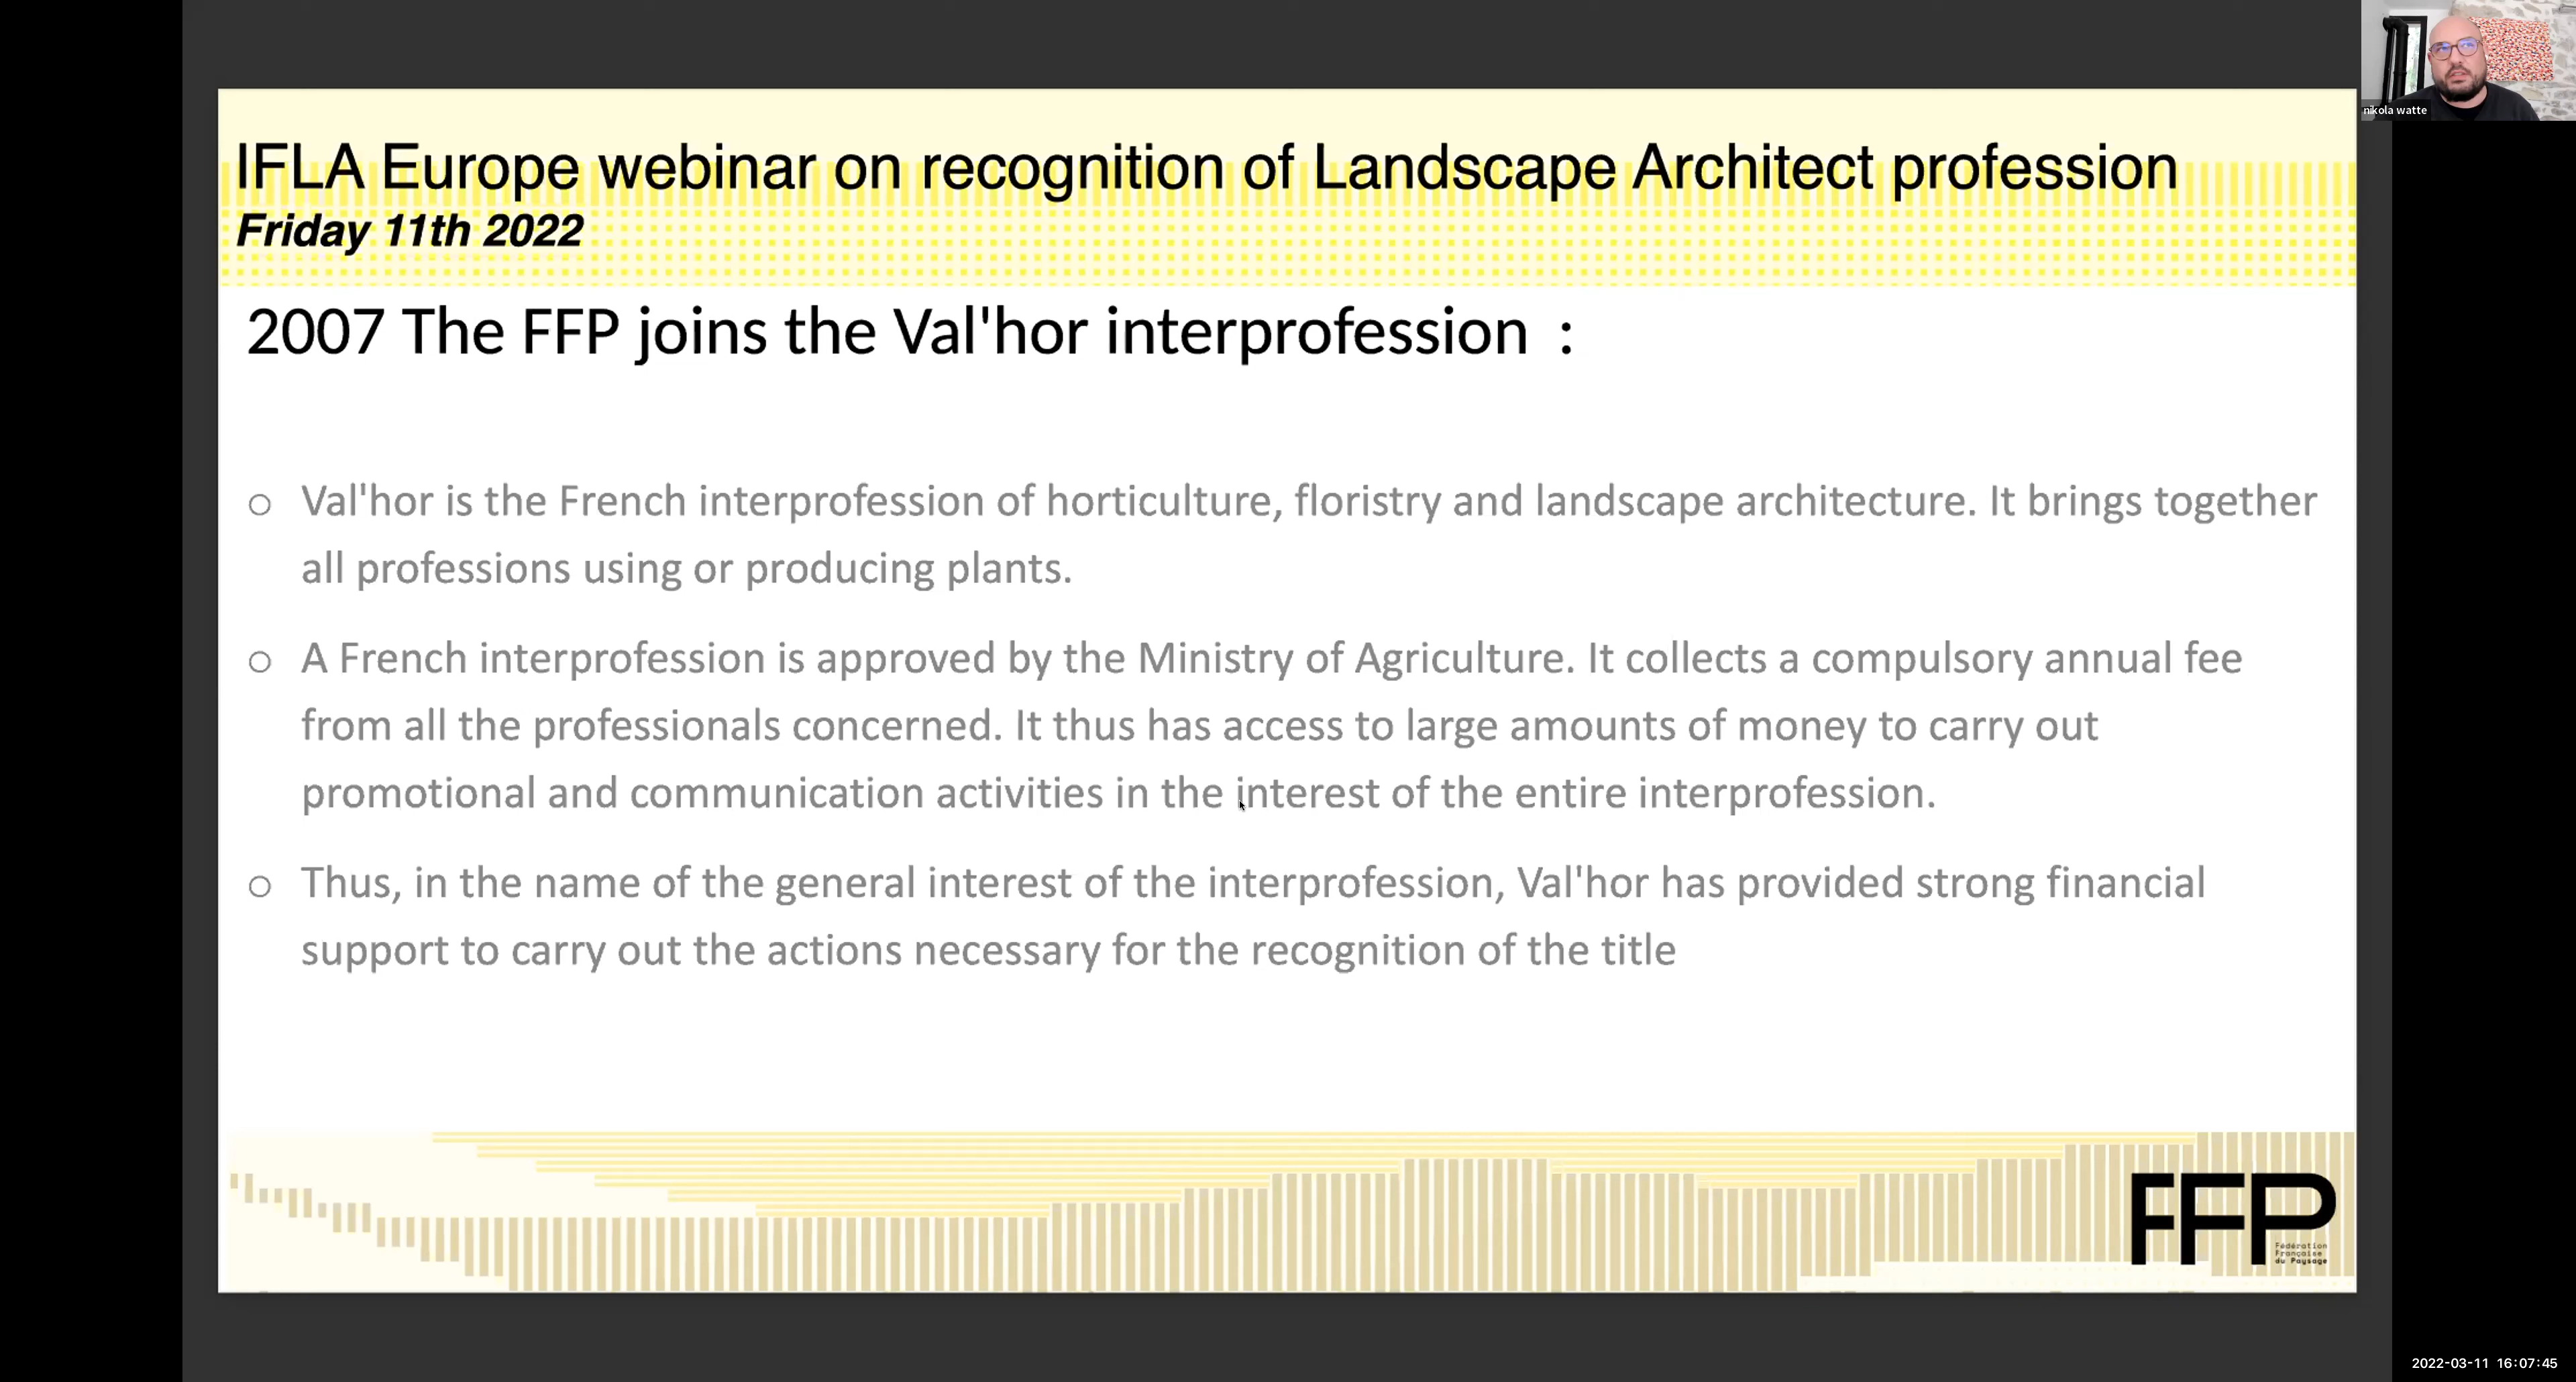 nikola watte
IFLA Europe webinar on recognition of Landscape Architect profession
Friday 11th 2022
2007 The FFP joins the Val'hor interprofession :
○ Val'hor is the French interprofession of horticulture, floristry and landscape architecture. It brings together
all professions using or producing plants.
○ A French interprofession is approved by the Ministry of Agriculture. It collects a compulsory annual fee
from all the professionals concerned. It thus has access to large amounts of money to carry out
promotional and communication activities in the interest of the entire interprofession.
○ Thus, in the name of the general interest of the interprofession, Val'hor has provided strong financial
support to carry out the actions necessary for the recognition of the title
FFP
Fédération
Française
du Paysage
2022-03-11 16:07:45